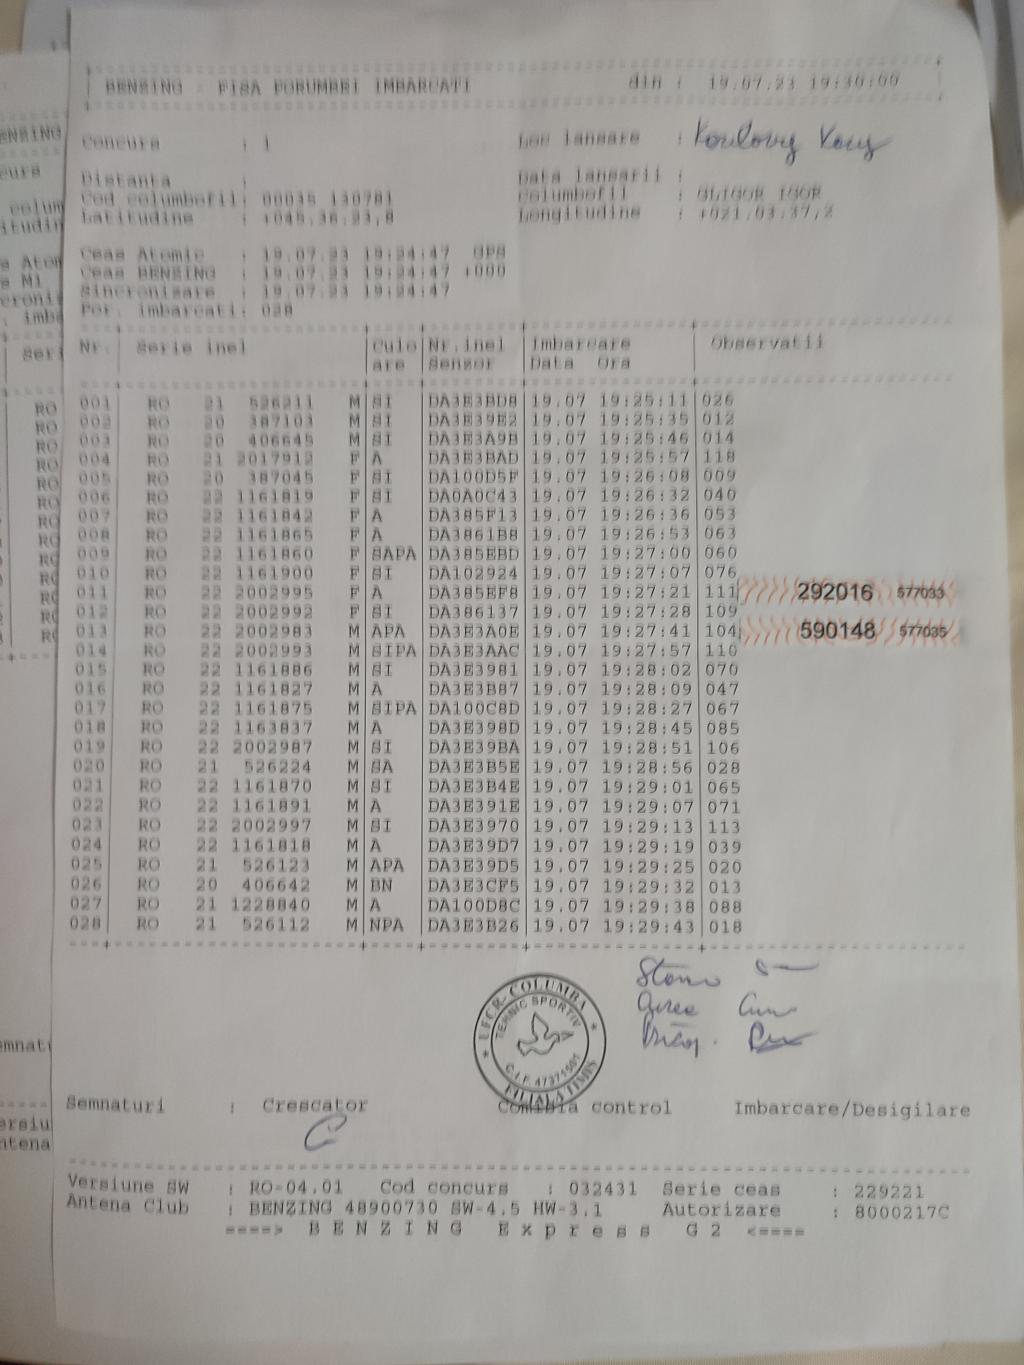 BENZING - FISA PORUMBEI IMBARCATI din : 19.07.23 19:30:00
Concurs : 1 Loc lansare :
Distanta : Data lansarii :
Cod columbofil: 00035 130781 Columbofil : GLIGOR IGOR
Latitudine : +045.36.23,8 Longitudine : +021.03.37,2
Ceas Atomic : 19.07.23 19:24:47 GPS
Ceas BENZING : 19.07.23 19:24:47 +000
Sincronizare : 19.07.23 19:24:47
Por. imbarcati: 028
Nr. Serie inel Culo Nr.inel Imbarcare Observatii
are Senzor Data Ora
001 RO 21 526211 M SI DA3E3BD8 19.07 19:25:11 026
002 RO 20 387103 M SI DA3E39E2 19.07 19:25:35 012
003 RO 20 406645 M SI DA3E3A9B 19.07 19:25:46 014
004 RO 21 2017912 F A DA3E3BAD 19.07 19:25:57 118
005 RO 20 387045 F SI DA100D5F 19.07 19:26:08 009
006 RO 22 1161819 F SI DA0A0C43 19.07 19:26:32 040
007 RO 22 1161842 F A DA385F13 19.07 19:26:36 053
008 RO 22 1161865 F A DA3861B8 19.07 19:26:53 063
009 RO 22 1161860 F SAPA DA385EBD 19.07 19:27:00 060
010 RO 22 1161900 F SI DA102924 19.07 19:27:07 076
011 RO 22 2002995 F A DA385EF8 19.07 19:27:21 111 292016 577033
012 RO 22 2002992 F SI DA386137 19.07 19:27:28 109
013 RO 22 2002983 M APA DA3E3A0E 19.07 19:27:41 104 590148 577035
014 RO 22 2002993 M SIPA DA3E3AAC 19.07 19:27:57 110
015 RO 22 1161886 M SI DA3E3981 19.07 19:28:02 070
016 RO 22 1161827 M A DA3E3B87 19.07 19:28:09 047
017 RO 22 1161875 M SIPA DA100C8D 19.07 19:28:27 067
018 RO 22 1163837 M A DA3E398D 19.07 19:28:45 085
019 RO 22 2002987 M SI DA3E39BA 19.07 19:28:51 106
020 RO 21 526224 M SA DA3E3B5E 19.07 19:28:56 028
021 RO 22 1161870 M SI DA3E3B4E 19.07 19:29:01 065
022 RO 22 1161891 M A DA3E391E 19.07 19:29:07 071
023 RO 22 2002997 M SI DA3E3970 19.07 19:29:13 113
024 RO 22 1161818 M A DA3E39D7 19.07 19:29:19 039
025 RO 21 526123 M APA DA3E39D5 19.07 19:29:25 020
026 RO 20 406642 M BN DA3E3CF5 19.07 19:29:32 013
027 RO 21 1228840 M A DA100D8C 19.07 19:29:38 088
028 RO 21 526112 M NPA DA3E3B26 19.07 19:29:43 018
UFCR-COLUMBA
TEHNIC SPORTIV
C.I.F. 47371501
FILIALA TIMIS
Semnaturi : Crescator control Imbarcare/Desigilare
Versiune SW : RO-04.01 Cod concurs : 032431 Serie ceas : 229221
Antena Club : BENZING 48900730 SW-4.5 HW-3.1 Autorizare : 8000217C
====> B E N Z I N G E x p r e s s G 2 <====